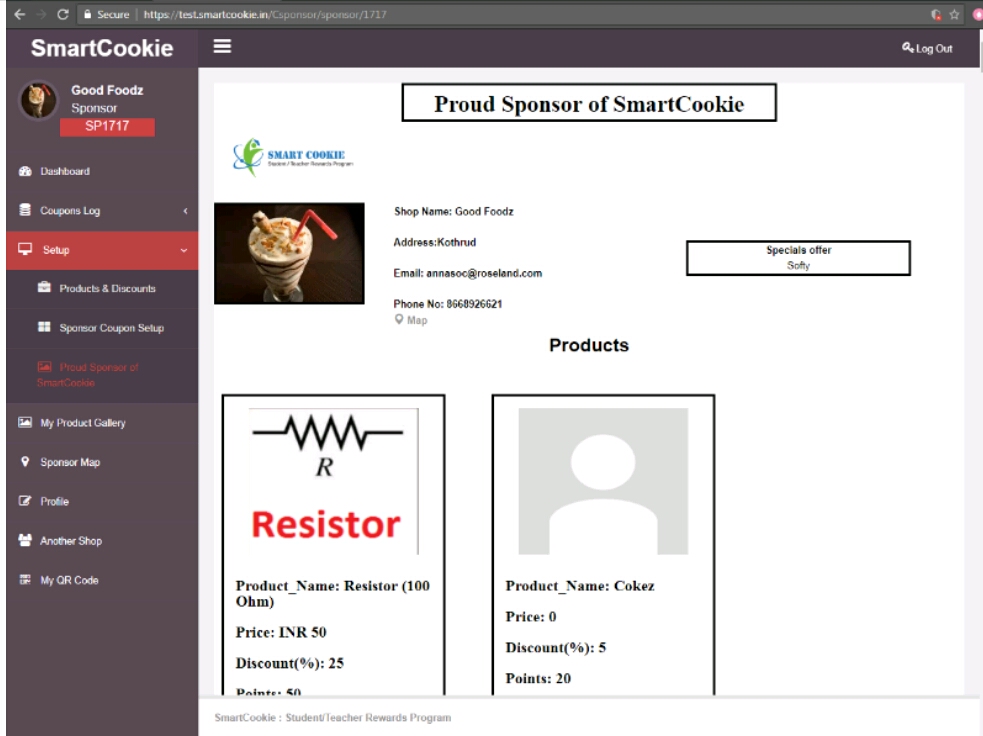 Secure | https://test.smartcookie.in/Csponsor/sponsor/1717
SmartCookie
Log Out
Good Foodz
Sponsor
SP1717
Dashboard
Coupons Log
Setup
Products & Discounts
Sponsor Coupon Setup
Proud Sponsor of
SmartCookie
My Product Gallery
Sponsor Map
Profile
Another Shop
My QR Code
Proud Sponsor of SmartCookie
SMART COOKIE
Student / Teacher Rewards Program
Shop Name: Good Foodz
Address:Kothrud
Email: annasoc@roseland.com
Phone No: 8668926621
Map
Specials offer
Softy
Products
R
Resistor
Product_Name: Resistor (100
Ohm)
Price: INR 50
Discount(%): 25
Points: 50
Product_Name: Cokez
Price: 0
Discount(%): 5
Points: 20
SmartCookie : Student/Teacher Rewards Program